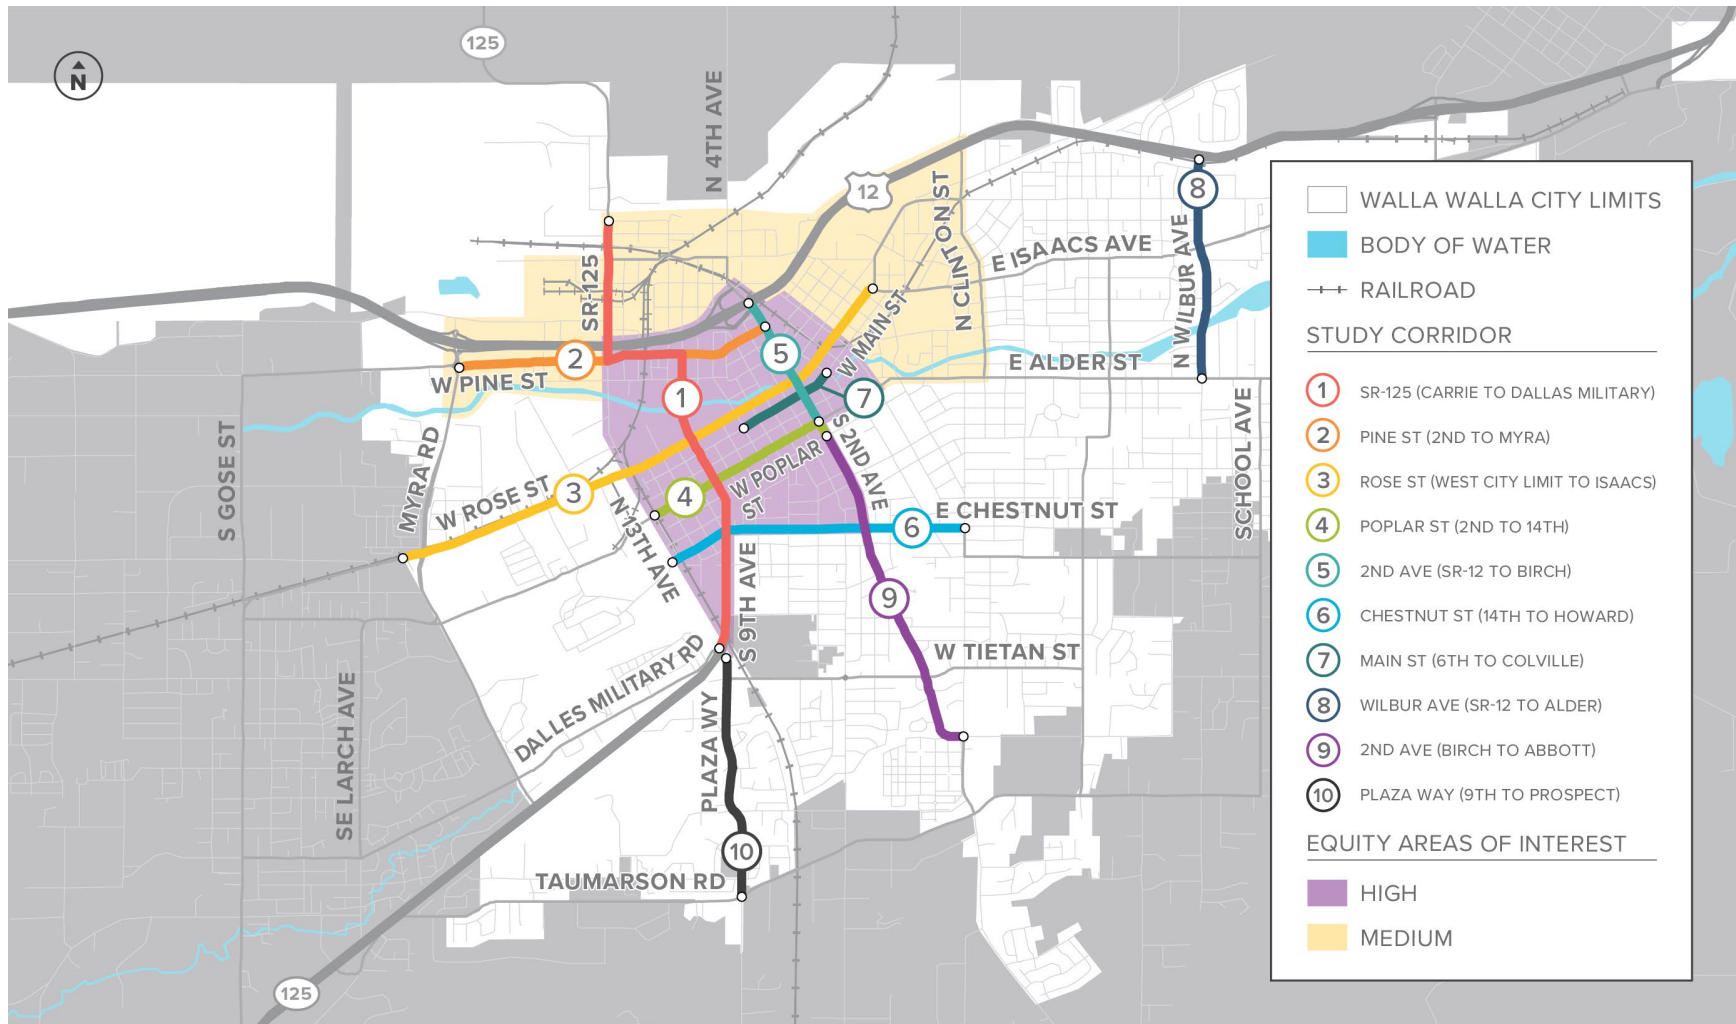 125
N
N 4TH AVE
12
8
N CLINTON ST
E ISAACS AVE
N WILBUR AVE
SR-125
W MAIN ST
2
5
W PINE ST
E ALDER ST
1
7
SCHOOL AVE
S GOSE ST
MYRA RD
W ROSE ST
3
4
W POPLAR
ST
S 2ND AVE
N 13TH AVE
6
E CHESTNUT ST
S 9TH AVE
9
DALLES MILITARY RD
W TIETAN ST
SE LARCH AVE
PLAZA WY
10
TAUMARSON RD
125
WALLA WALLA CITY LIMITS
BODY OF WATER
RAILROAD
STUDY CORRIDOR
1 SR-125 (CARRIE TO DALLAS MILITARY)
2 PINE ST (2ND TO MYRA)
3 ROSE ST (WEST CITY LIMIT TO ISAACS)
4 POPLAR ST (2ND TO 14TH)
5 2ND AVE (SR-12 TO BIRCH)
6 CHESTNUT ST (14TH TO HOWARD)
7 MAIN ST (6TH TO COLVILLE)
8 WILBUR AVE (SR-12 TO ALDER)
9 2ND AVE (BIRCH TO ABBOTT)
10 PLAZA WAY (9TH TO PROSPECT)
EQUITY AREAS OF INTEREST
HIGH
MEDIUM